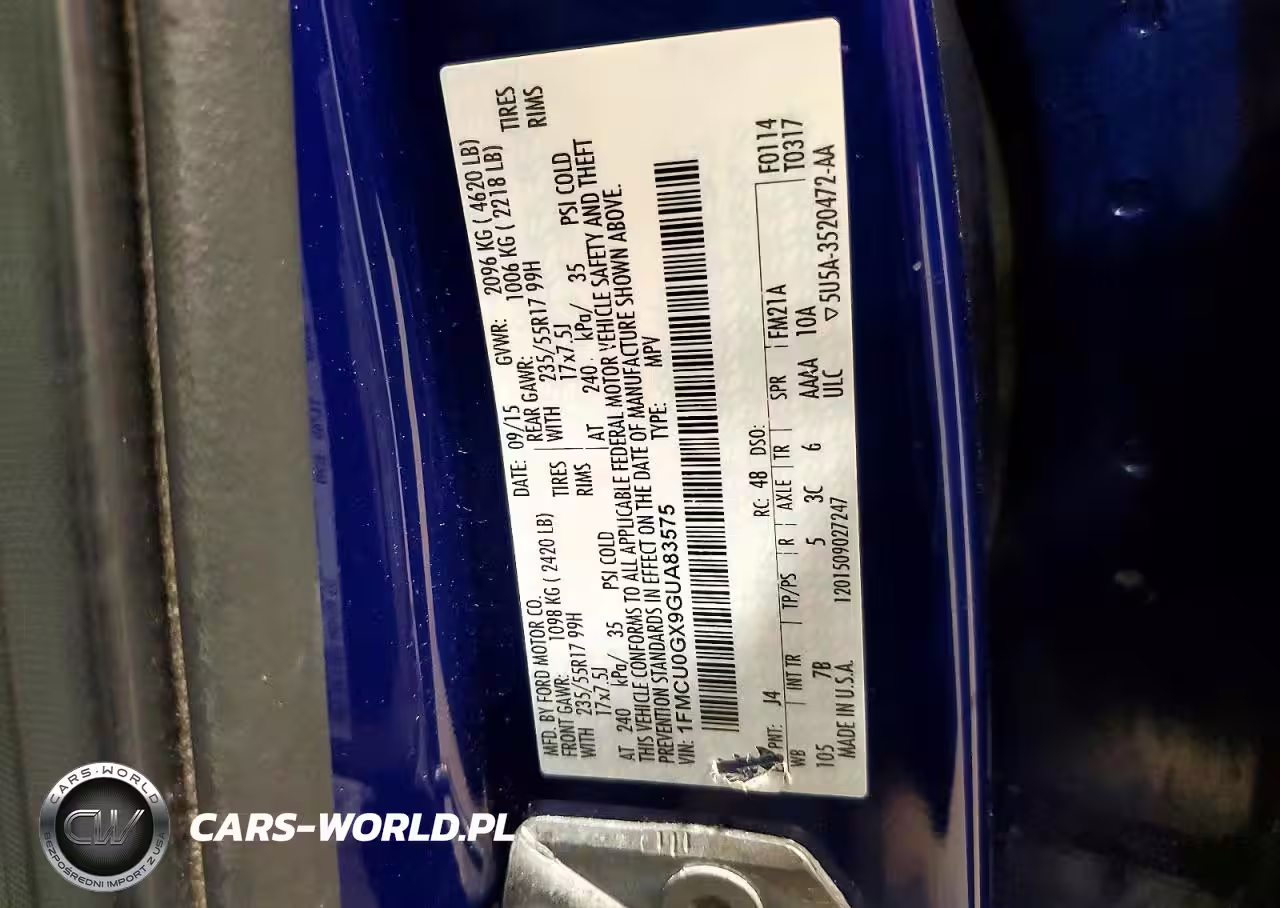 MFD. BY FORD MOTOR CO. DATE: 09/15 GVWR: 2096 KG ( 4620 LB)
FRONT GAWR: 1098 KG ( 2420 LB) REAR GAWR: 1006 KG ( 2218 LB)
WITH 235/55R17 99H TIRES WITH 235/55R17 99H TIRES
17x7.5J RIMS 17x7.5J RIMS
AT 240 kPa/ 35 PSI COLD AT 240 kPa/ 35 PSI COLD
THIS VEHICLE CONFORMS TO ALL APPLICABLE FEDERAL MOTOR VEHICLE SAFETY AND THEFT
PREVENTION STANDARDS IN EFFECT ON THE DATE OF MANUFACTURE SHOWN ABOVE.
VIN: 1FMCU0GX9GUA83575 TYPE: MPV
RC: 48 DSO: F0114
PNT: J4 T0317
WB INT TR TP/PS R AXLE TR SPR FM21A
105 7B 5 3C 6 AAAA 10A
MADE IN U.S.A. 1201509027247 ULC ▽5U5A-3520472-AA
CARS-WORLD
CW
BEZPOŚREDNI IMPORT Z USA
CARS-WORLD.PL